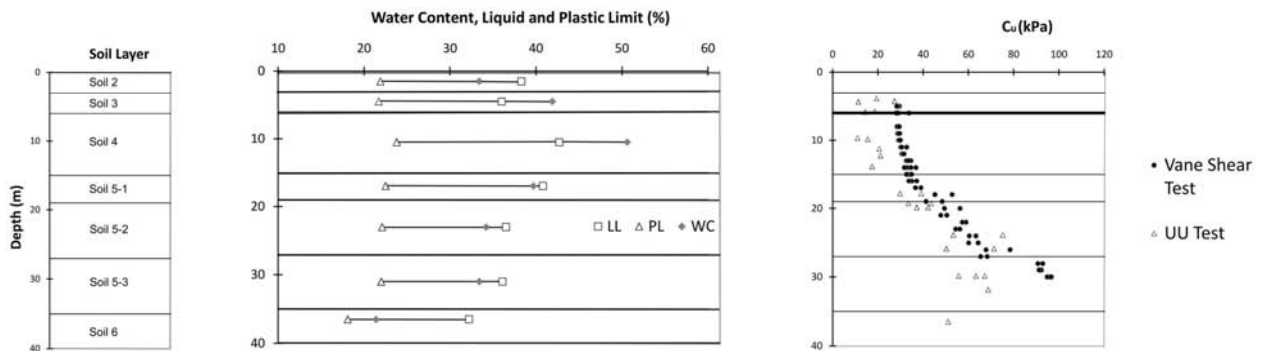 Soil Layer
0
10
20
30
40
Depth (m)
Soil 2
Soil 3
Soil 4
Soil 5-1
Soil 5-2
Soil 5-3
Soil 6
Water Content, Liquid and Plastic Limit (%)
10 20 30 40 50 60
0
10
20
30
40
LL PL WC
Cu (kPa)
0 20 40 60 80 100 120
0
10
20
30
40
Vane Shear
Test
UU Test